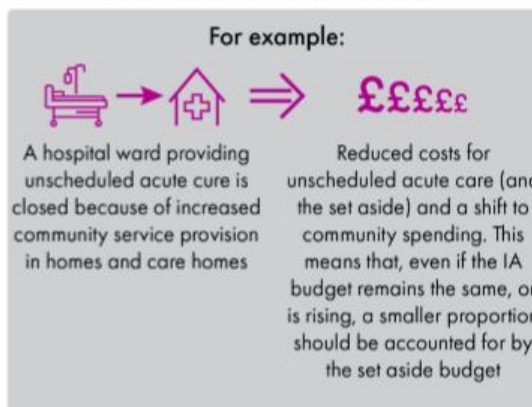 For example:
£££££
A hospital ward providing
unscheduled acute cure is
closed because of increased
community service provision
in homes and care homes
Reduced costs for
unscheduled acute care (and
the set aside) and a shift to
community spending. This
means that, even if the IA
budget remains the same, or
is rising, a smaller proportion
should be accounted for by
the set aside budget